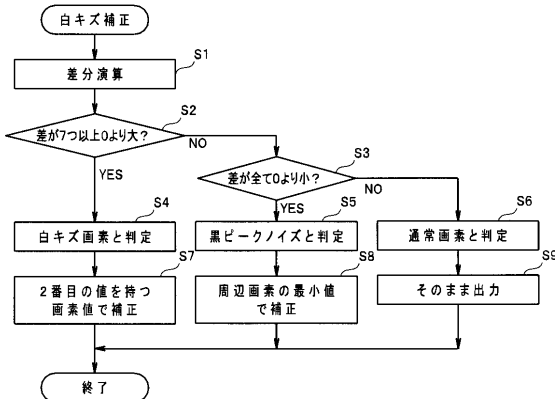 白キズ補正
S1
差分演算
S2
差が7つ以上0より大?
NO
YES
S3
差が全て0より小?
NO
YES
S4
白キズ画素と判定
S5
黒ピークノイズと判定
S6
通常画素と判定
S7
2番目の値を持つ
画素値で補正
S8
周辺画素の最小値
で補正
S9
そのまま出力
終了